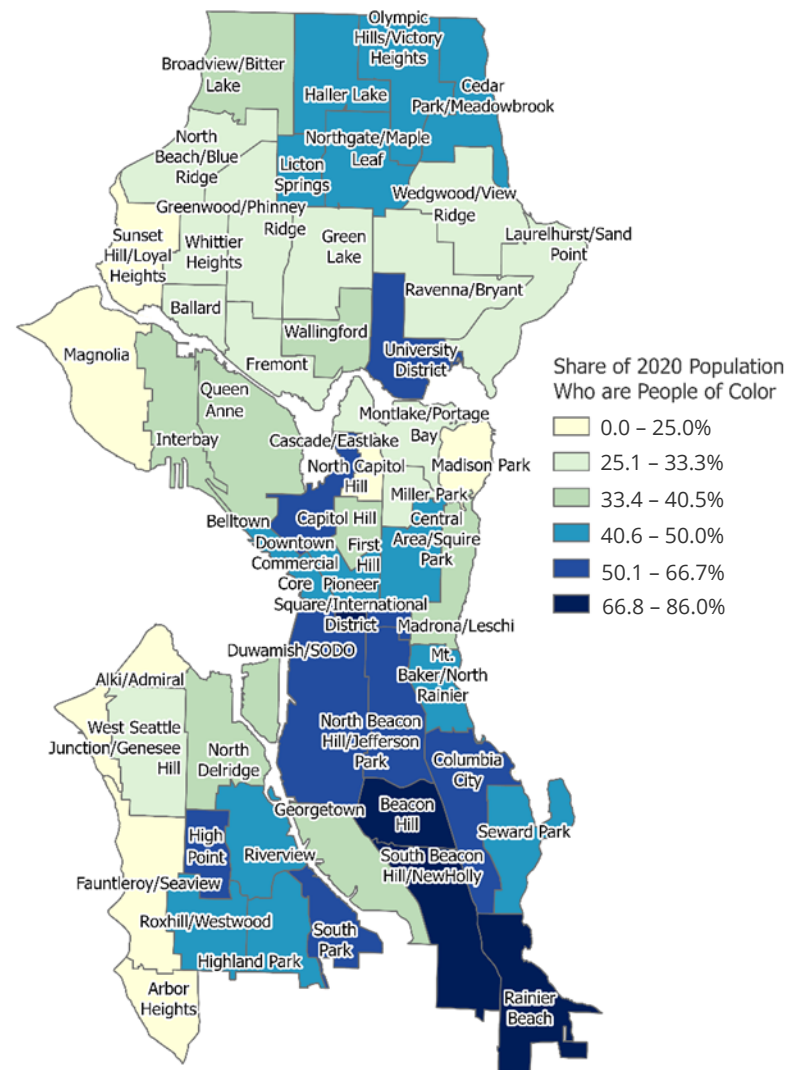 Olympic
Hills/Victory
Heights
Broadview/Bitter
Lake
Haller Lake
Cedar
Park/Meadowbrook
North
Beach/Blue
Ridge
Northgate/Maple
Leaf
Licton
Springs
Wedgwood/View
Ridge
Greenwood/Phinney
Ridge
Sunset
Hill/Loyal
Heights
Whittier
Heights
Green
Lake
Laurelhurst/Sand
Point
Ravenna/Bryant
Ballard
Wallingford
Magnolia
Fremont
University
District
Share of 2020 Population
Who are People of Color
0.0 – 25.0%
25.1 – 33.3%
33.4 – 40.5%
40.6 – 50.0%
50.1 – 66.7%
66.8 – 86.0%
Queen
Anne
Interbay
Montlake/Portage
Bay
Cascade/Eastlake
North Capitol
Hill
Madison Park
Miller Park
Belltown
Capitol Hill
Central
Area/Squire
Park
Downtown
Commercial
Core
First
Hill
Pioneer
Square/International
District
Madrona/Leschi
Duwamish/SODO
Mt.
Baker/North
Rainier
Alki/Admiral
West Seattle
Junction/Genesee
Hill
North
Delridge
North Beacon
Hill/Jefferson
Park
Columbia
City
Georgetown
Beacon
Hill
Seward Park
High
Point
Riverview
South Beacon
Hill/NewHolly
Fauntleroy/Seaview
Roxhill/Westwood
South
Park
Highland Park
Arbor
Heights
Rainier
Beach